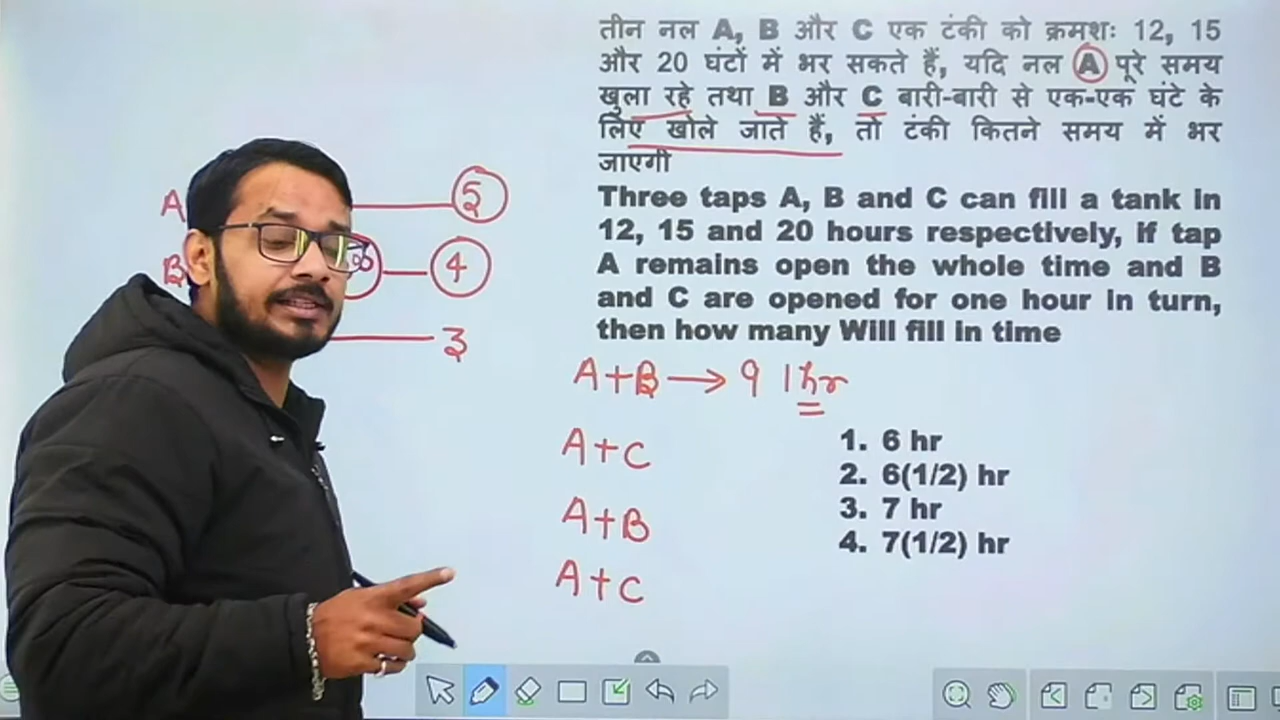 तीन नल A, B और C एक टंकी को क्रमशः 12, 15
और 20 घंटों में भर सकते हैं, यदि नल A पूरे समय
खुला रहे तथा B और C बारी-बारी से एक-एक घंटे के
लिए खोले जाते हैं, तो टंकी कितने समय में भर
जाएगी
Three taps A, B and C can fill a tank in
12, 15 and 20 hours respectively, if tap
A remains open the whole time and B
and C are opened for one hour in turn,
then how many Will fill in time
A 5
B 4
3
A+B → 9 1hr
A+C
A+B
A+C
1. 6 hr
2. 6(1/2) hr
3. 7 hr
4. 7(1/2) hr